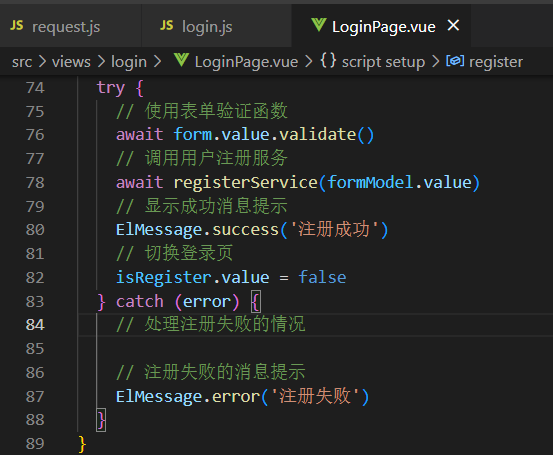 JS request.js JS login.js LoginPage.vue ×
src > views > login > LoginPage.vue > {} script setup > register
74 try {
75 // 使用表单验证函数
76 await form.value.validate()
77 // 调用用户注册服务
78 await registerService(formModel.value)
79 // 显示成功消息提示
80 ElMessage.success('注册成功')
81 // 切换登录页
82 isRegister.value = false
83 } catch (error) {
84 // 处理注册失败的情况
85
86 // 注册失败的消息提示
87 ElMessage.error('注册失败')
88 }
89 }